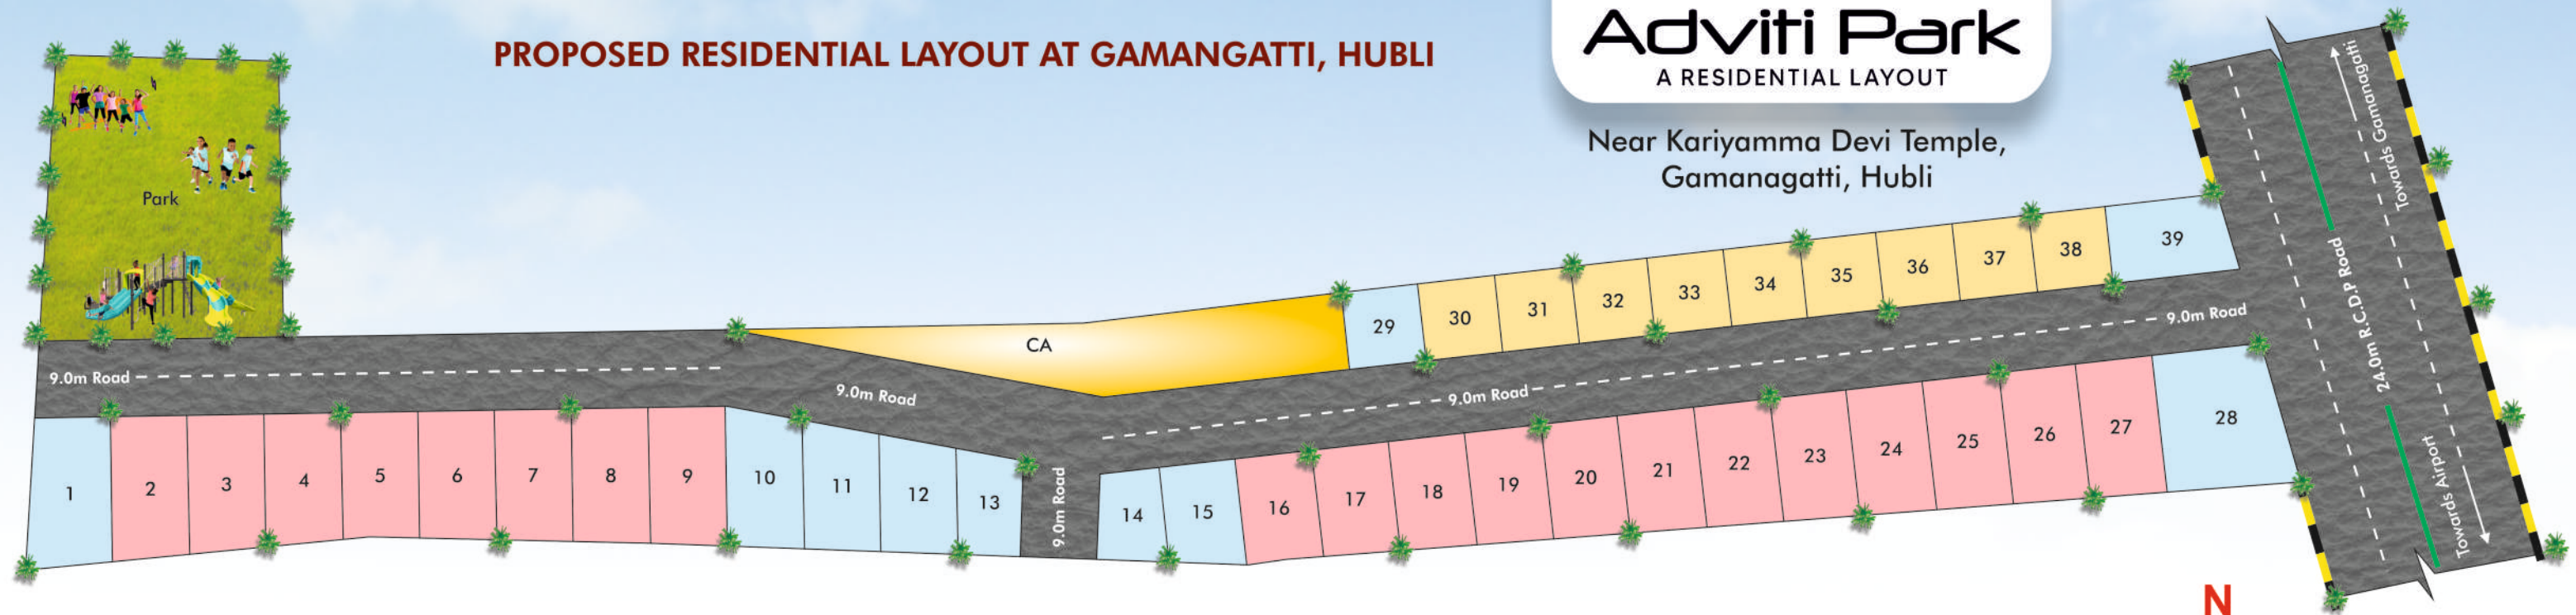 PROPOSED RESIDENTIAL LAYOUT AT GAMANGATTI, HUBLI
Adviti Park
A RESIDENTIAL LAYOUT
Near Kariyamma Devi Temple,
Gamanagatti, Hubli
Park
Towards Gamanagatti
24.0m R.C.D.P Road
Towards Airport
CA
29
30
31
32
33
34
35
36
37
38
39
9.0m Road
9.0m Road
9.0m Road
9.0m Road
9.0m Road
1
2
3
4
5
6
7
8
9
10
11
12
13
14
15
16
17
18
19
20
21
22
23
24
25
26
27
28
N